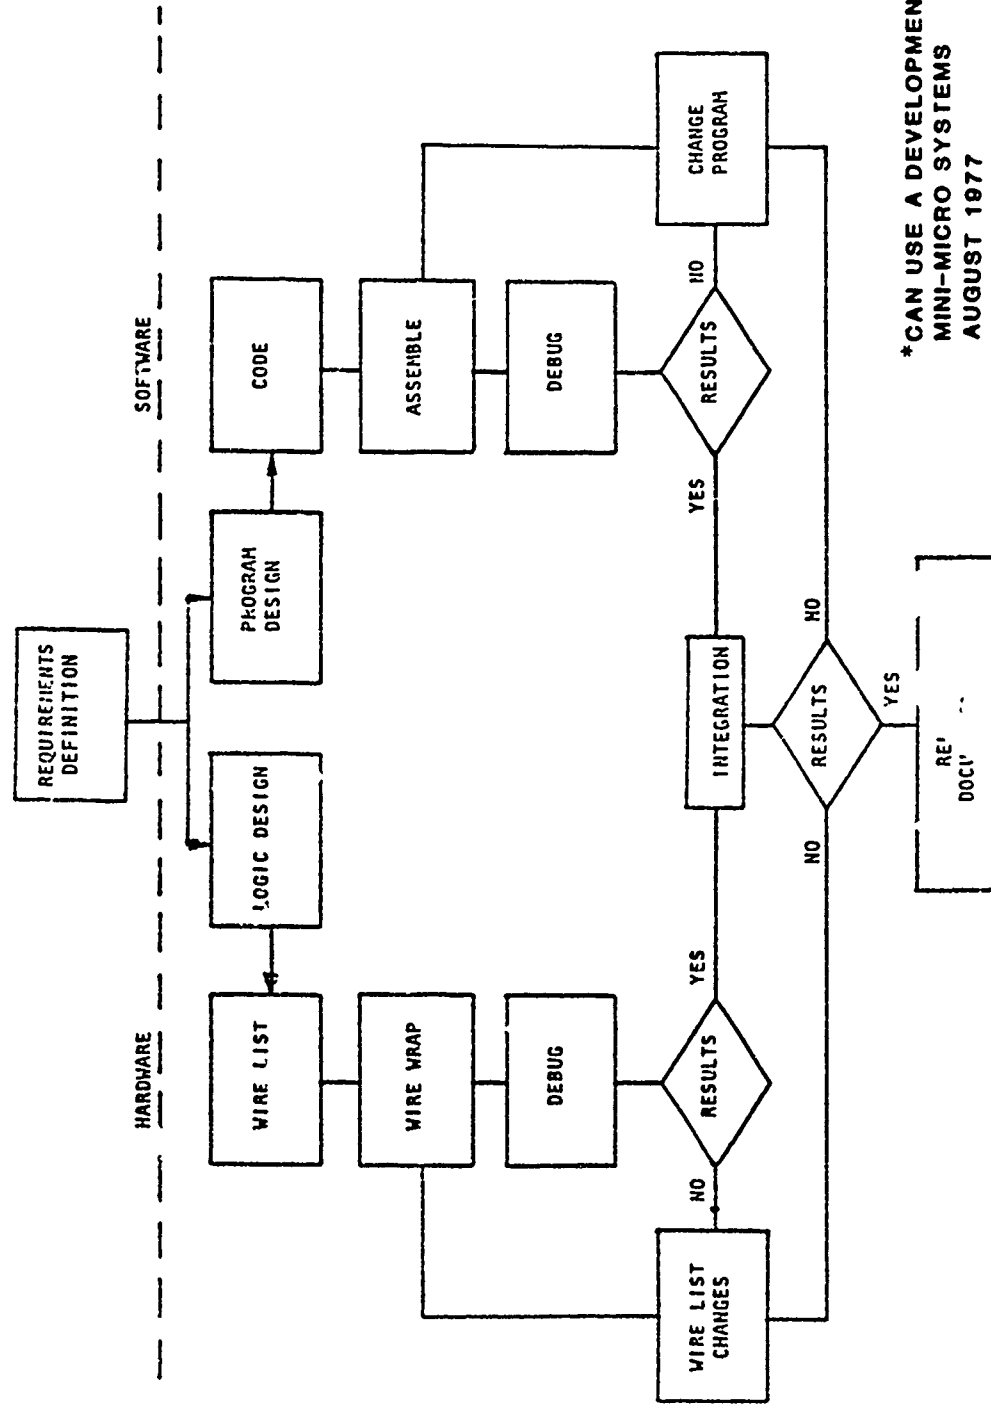 REQUIREMENTS
DEFINITION
HARDWARE
SOFTWARE
WIRE LIST
LOGIC DESIGN
PROGRAM
DESIGN
CODE
WIRE WRAP
ASSEMBLE
DEBUG
DEBUG
WIRE LIST
CHANGES
NO
RESULTS
YES
INTEGRATION
YES
RESULTS
NO
CHANGE
PROGRAM
NO
RESULTS
NO
YES
*CAN USE A DEVELOPMEN
MINI-MICRO SYSTEMS
AUGUST 1977